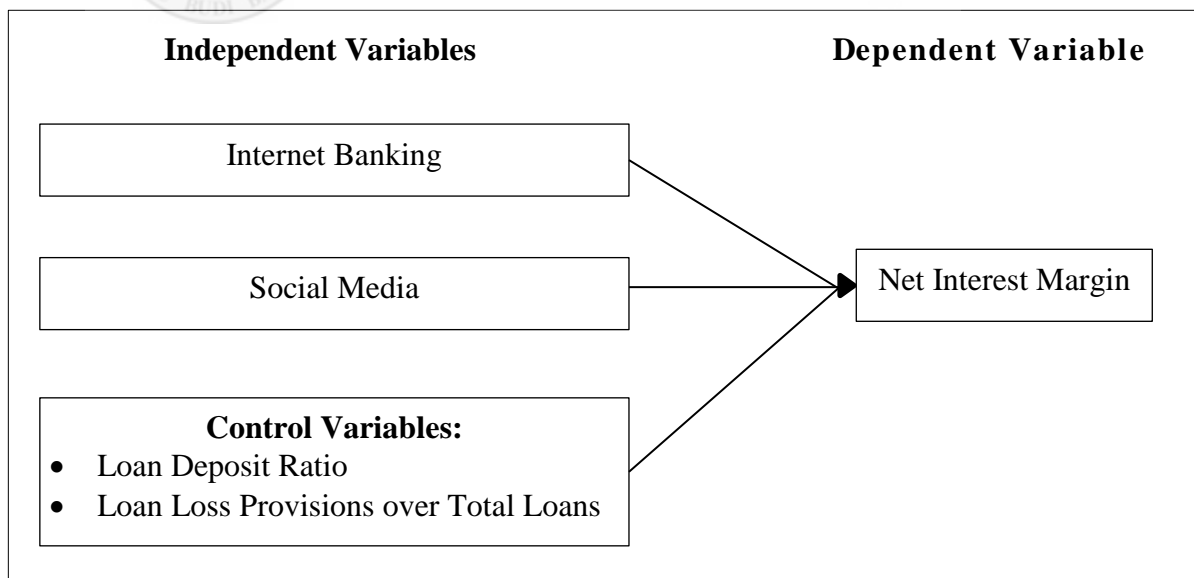 BUDI
Independent Variables
Dependent Variable
Internet Banking
Social Media
Net Interest Margin
Control Variables:
• Loan Deposit Ratio
• Loan Loss Provisions over Total Loans